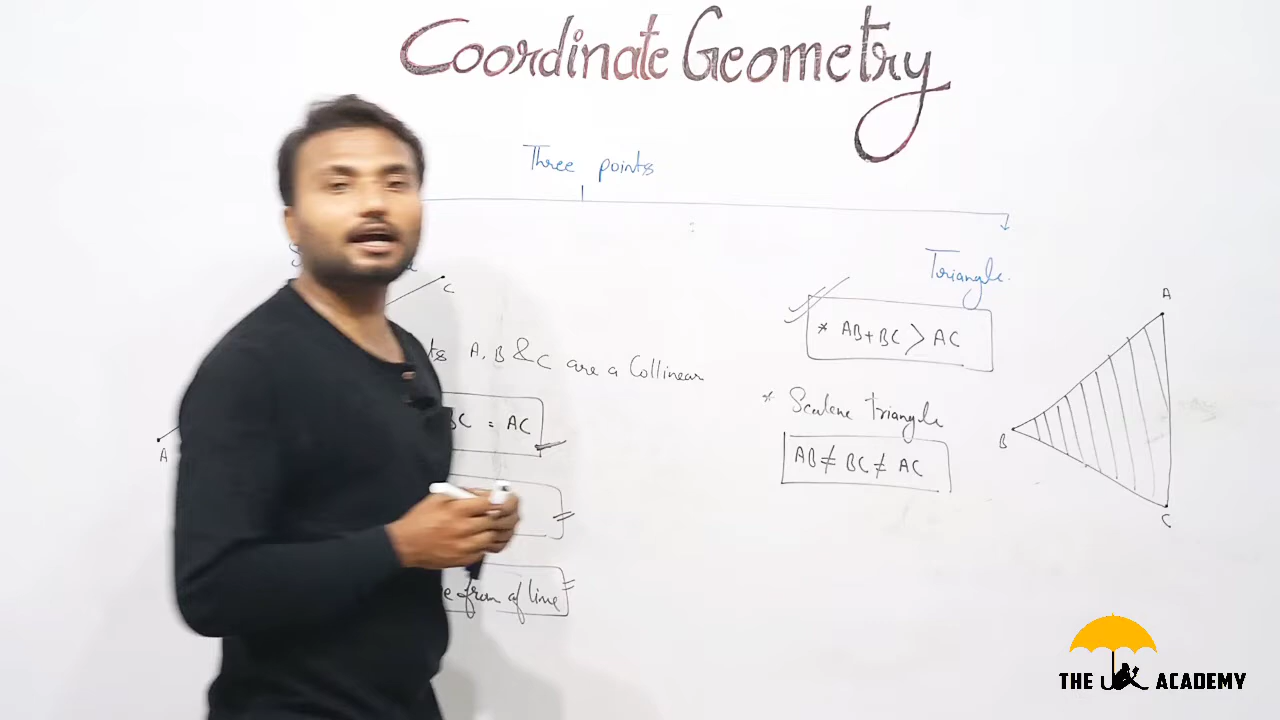 Coordinate Geometry
Three points
C
A
A, B & C are a Collinear
BC = AC
of line
Triangle.
* AB+BC > AC
* Scalene triangle
AB ≠ BC ≠ AC
A
B
C
THE ACADEMY